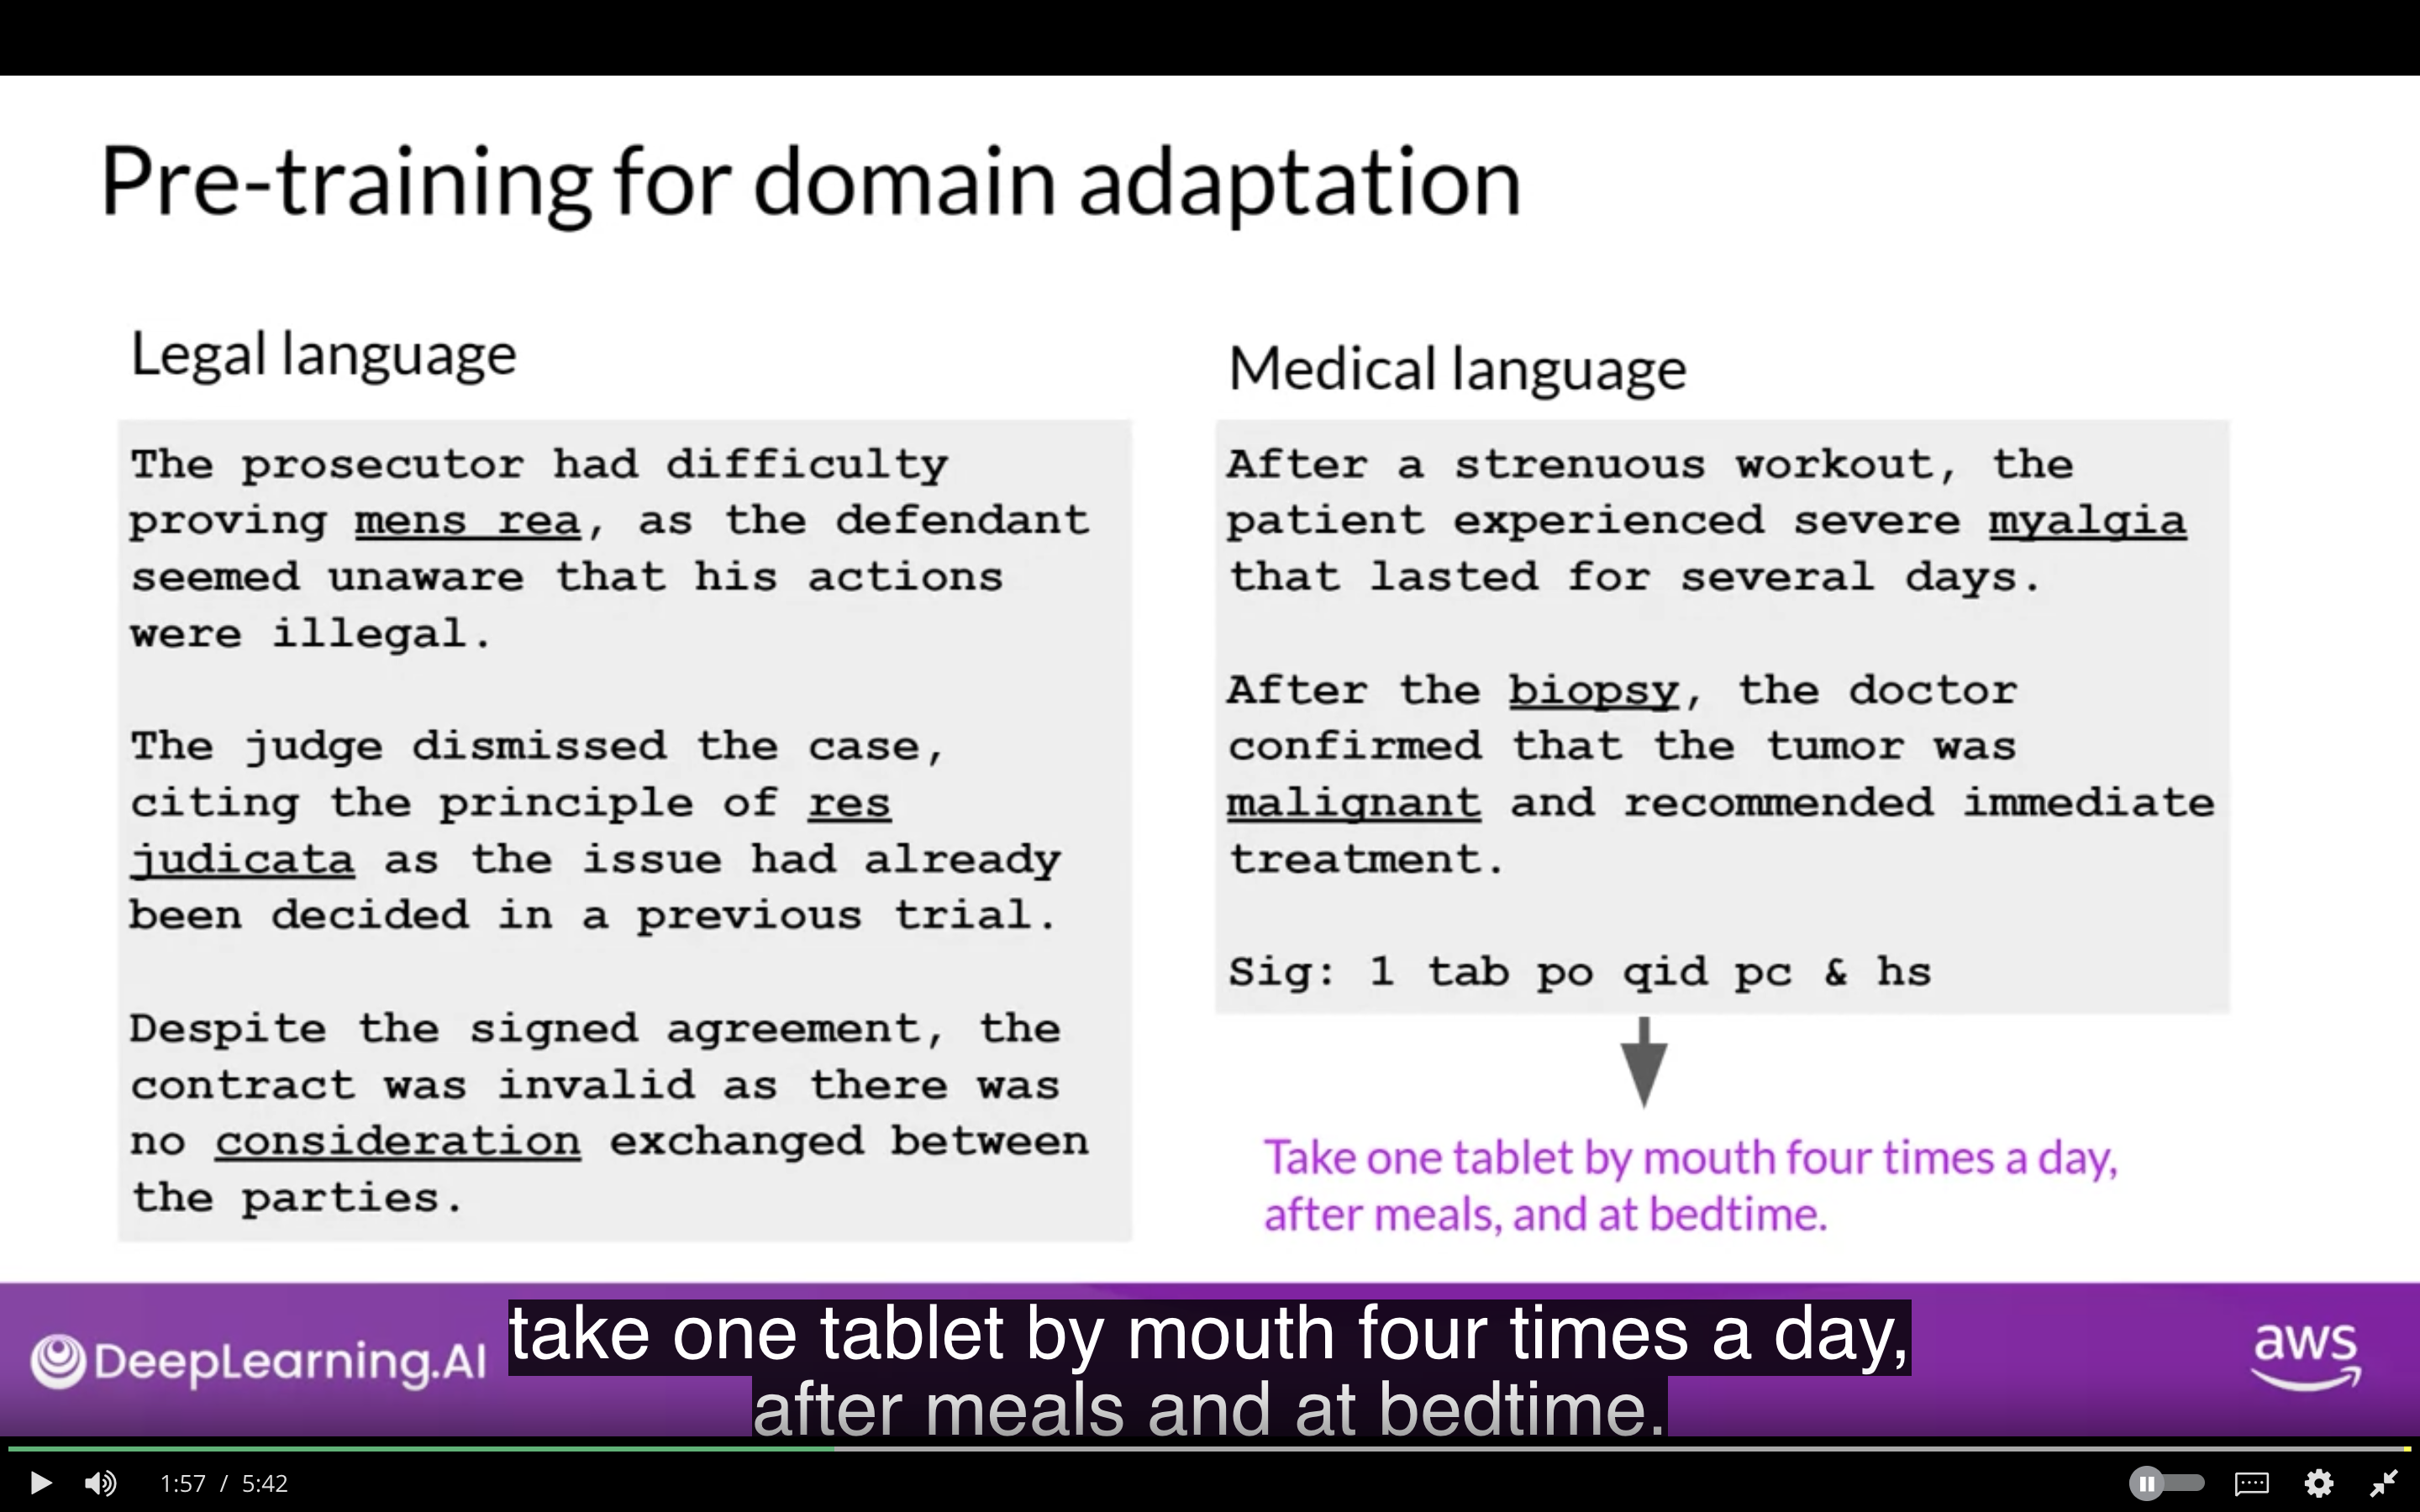 Pre-training for domain adaptation
Legal language
The prosecutor had difficulty
proving mens rea, as the defendant
seemed unaware that his actions
were illegal.
The judge dismissed the case,
citing the principle of res
judicata as the issue had already
been decided in a previous trial.
Despite the signed agreement, the
contract was invalid as there was
no consideration exchanged between
the parties.
Medical language
After a strenuous workout, the
patient experienced severe myalgia
that lasted for several days.
After the biopsy, the doctor
confirmed that the tumor was
malignant and recommended immediate
treatment.
Sig: 1 tab po qid pc & hs
Take one tablet by mouth four times a day,
after meals, and at bedtime.
DeepLearning.AI
take one tablet by mouth four times a day,
after meals and at bedtime.
aws
1:57 / 5:42